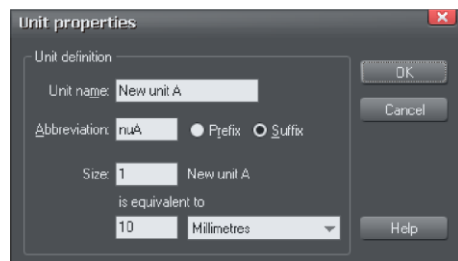 Unit properties
Unit definition
Unit name: New unit A
Abbreviation: nuA Prefix Suffix
Size: 1 New unit A
is equivalent to
10 Millimetres
OK
Cancel
Help